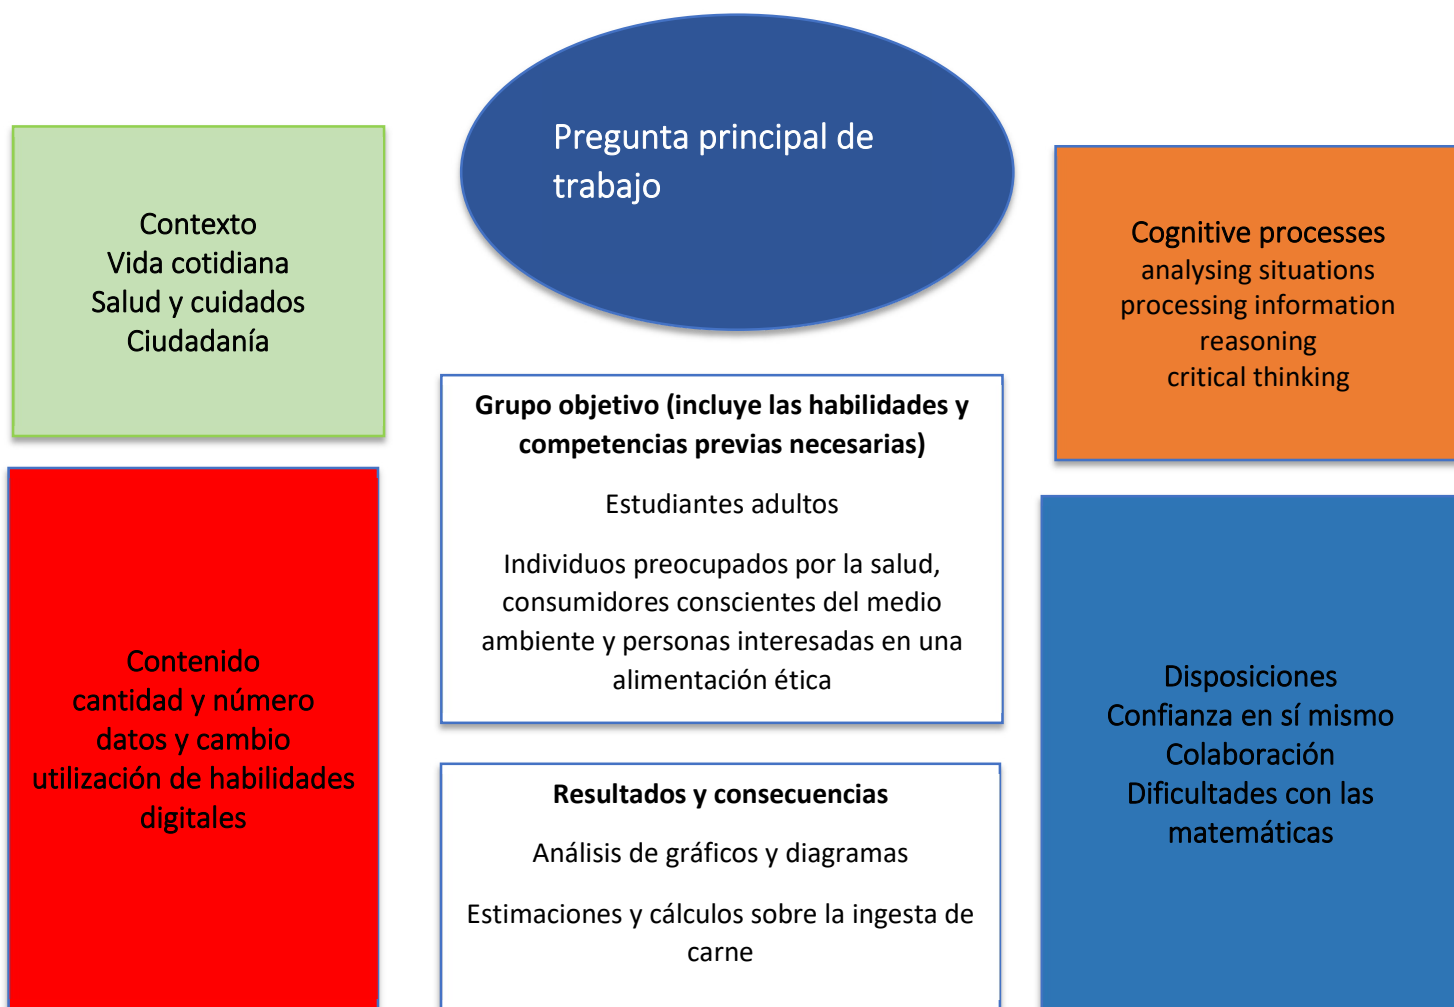 Pregunta principal de
trabajo
Contexto
Vida cotidiana
Salud y cuidados
Ciudadanía
Cognitive processes
analysing situations
processing information
reasoning
critical thinking
Grupo objetivo (incluye las habilidades y
competencias previas necesarias)
Estudiantes adultos
Individuos preocupados por la salud,
consumidores conscientes del medio
ambiente y personas interesadas en una
alimentación ética
Contenido
cantidad y número
datos y cambio
utilización de habilidades
digitales
Disposiciones
Confianza en sí mismo
Colaboración
Dificultades con las
matemáticas
Resultados y consecuencias
Análisis de gráficos y diagramas
Estimaciones y cálculos sobre la ingesta de
carne